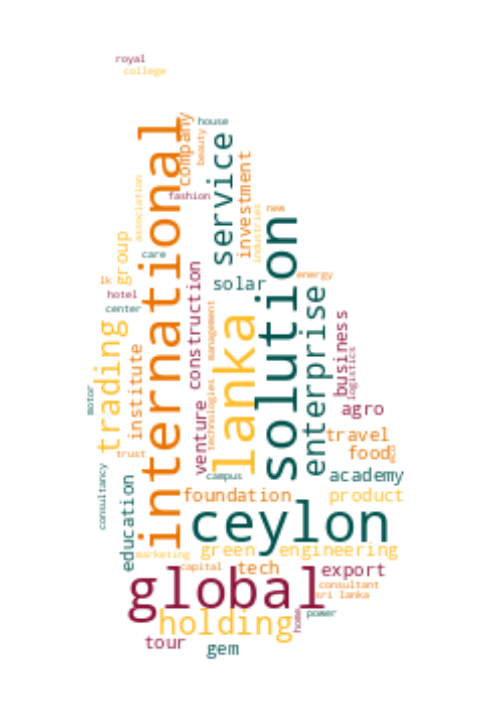 royal
college
company
house
international
service
beauty
investment
association
fashion
new
industries
solution
group
care
lk
solar
energy
hotel
center
construction
enterprise
management
lanka
trading
institute
business
logistics
motor
venture
technologies
agro
travel
trust
food
consultancy
campus
academy
education
foundation
product
ceylon
marketing
green
engineering
capital
tech
export
global
consultant
sri lanka
holding
home
power
tour
gem